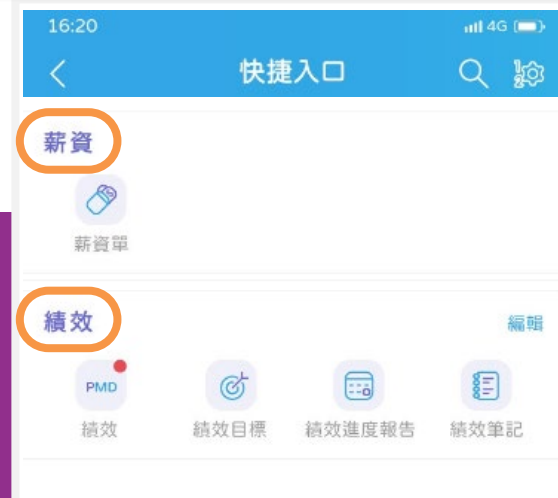 16:20 4G
快捷入口
薪資
薪資單
績效 編輯
PMD
績效 績效目標 績效進度報告 績效筆記